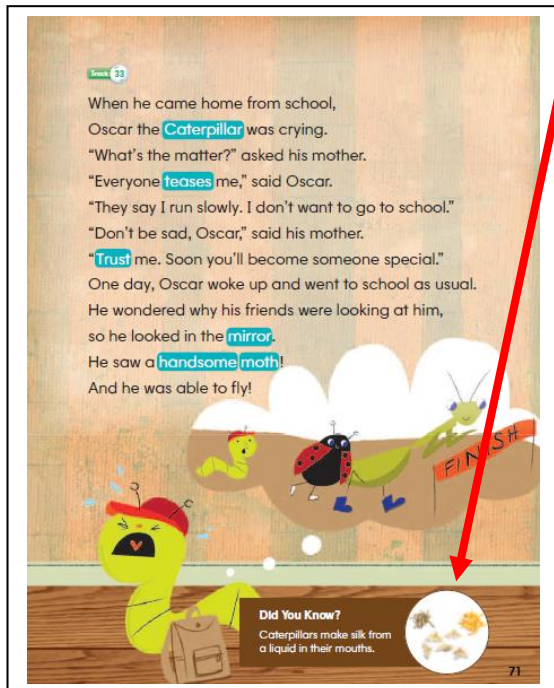 Track 33
When he came home from school,
Oscar the Caterpillar was crying.
“What’s the matter?” asked his mother.
“Everyone teases me,” said Oscar.
“They say I run slowly. I don’t want to go to school.”
“Don’t be sad, Oscar,” said his mother.
“Trust me. Soon you’ll become someone special.”
One day, Oscar woke up and went to school as usual.
He wondered why his friends were looking at him,
so he looked in the mirror.
He saw a handsome moth!
And he was able to fly!
FINISH
Did You Know?
Caterpillars make silk from
a liquid in their mouths.
71